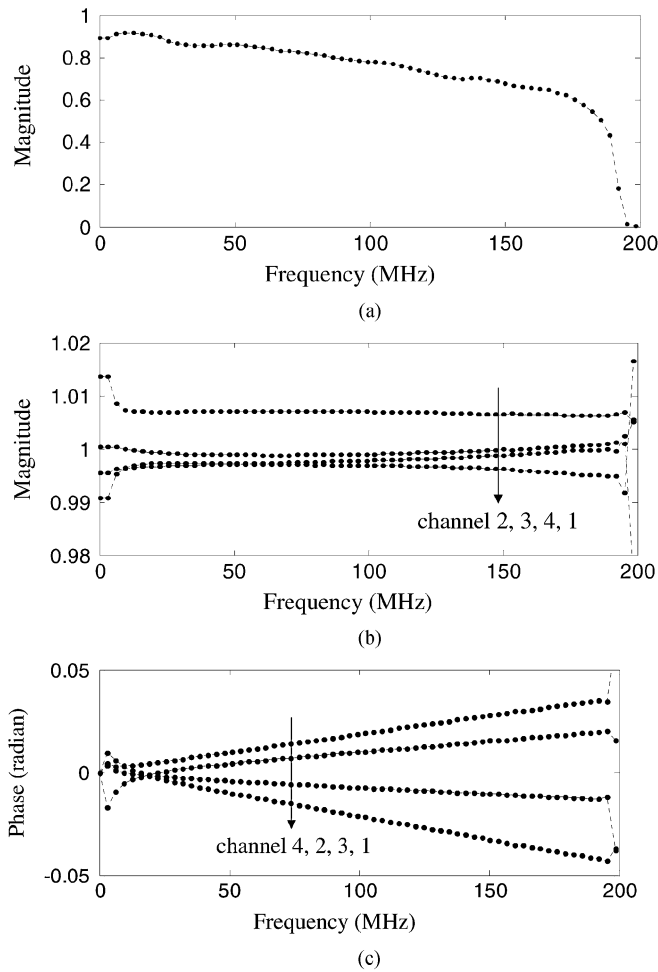 1
0.8
0.6
0.4
0.2
0
Magnitude
0 50 100 150 200
Frequency (MHz)
(a)
1.02
1.01
1
0.99
0.98
Magnitude
channel 2, 3, 4, 1
0 50 100 150 200
Frequency (MHz)
(b)
0.05
0
-0.05
Phase (radian)
channel 4, 2, 3, 1
0 50 100 150 200
Frequency (MHz)
(c)